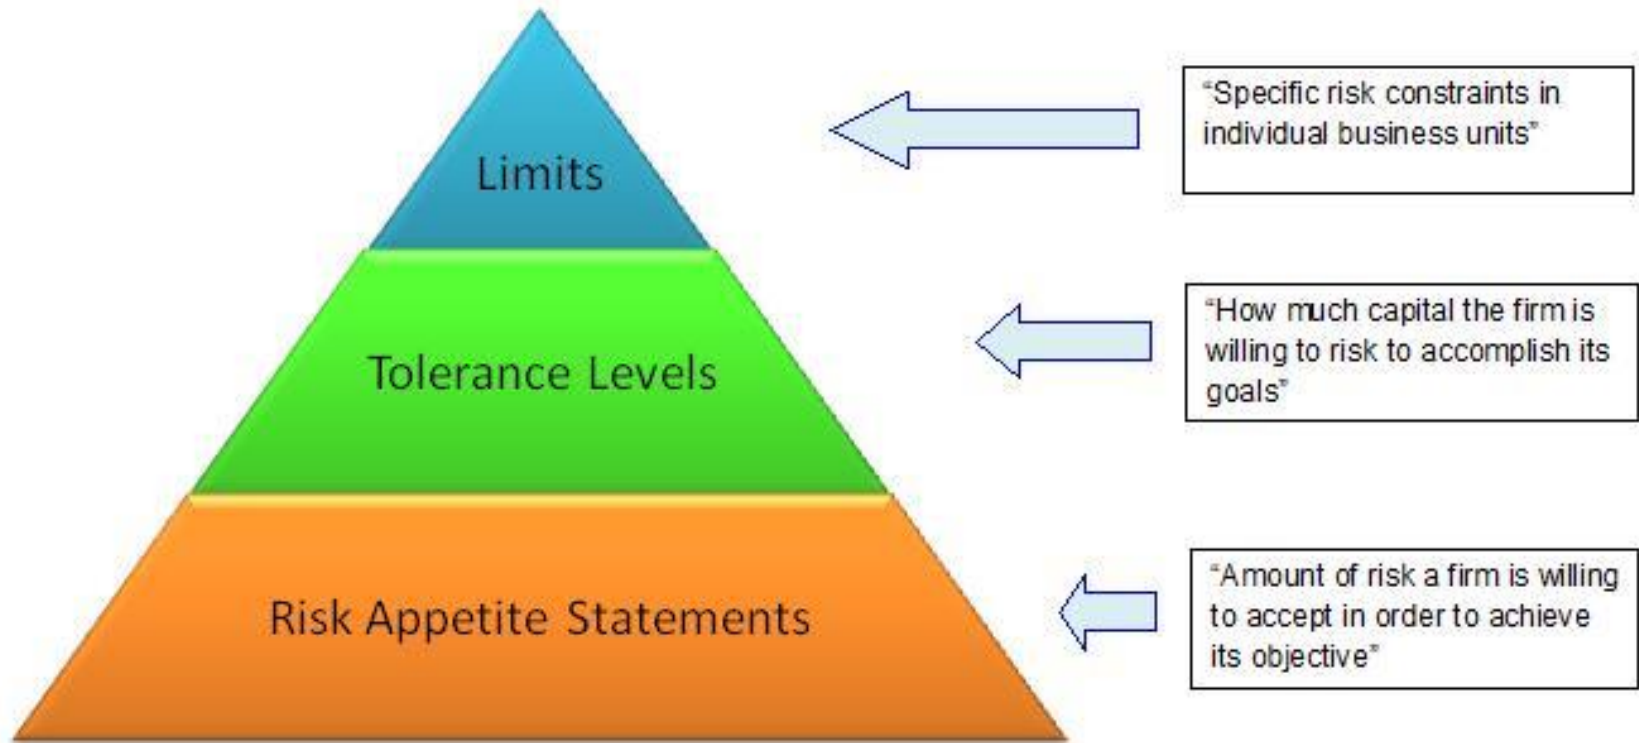 Limits
“Specific risk constraints in
individual business units”
Tolerance Levels
“How much capital the firm is
willing to risk to accomplish its
goals”
Risk Appetite Statements
“Amount of risk a firm is willing
to accept in order to achieve
its objective”